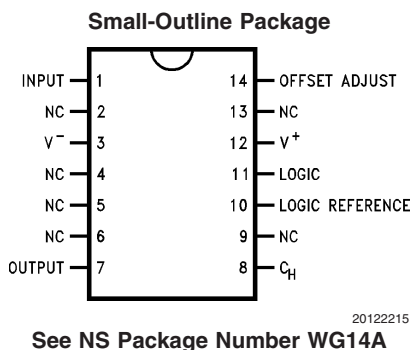 Small-Outline Package
INPUT 1 14 OFFSET ADJUST
NC 2 13 NC
V⁻ 3 12 V⁺
NC 4 11 LOGIC
NC 5 10 LOGIC REFERENCE
NC 6 9 NC
OUTPUT 7 8 C_H
20122215
See NS Package Number WG14A